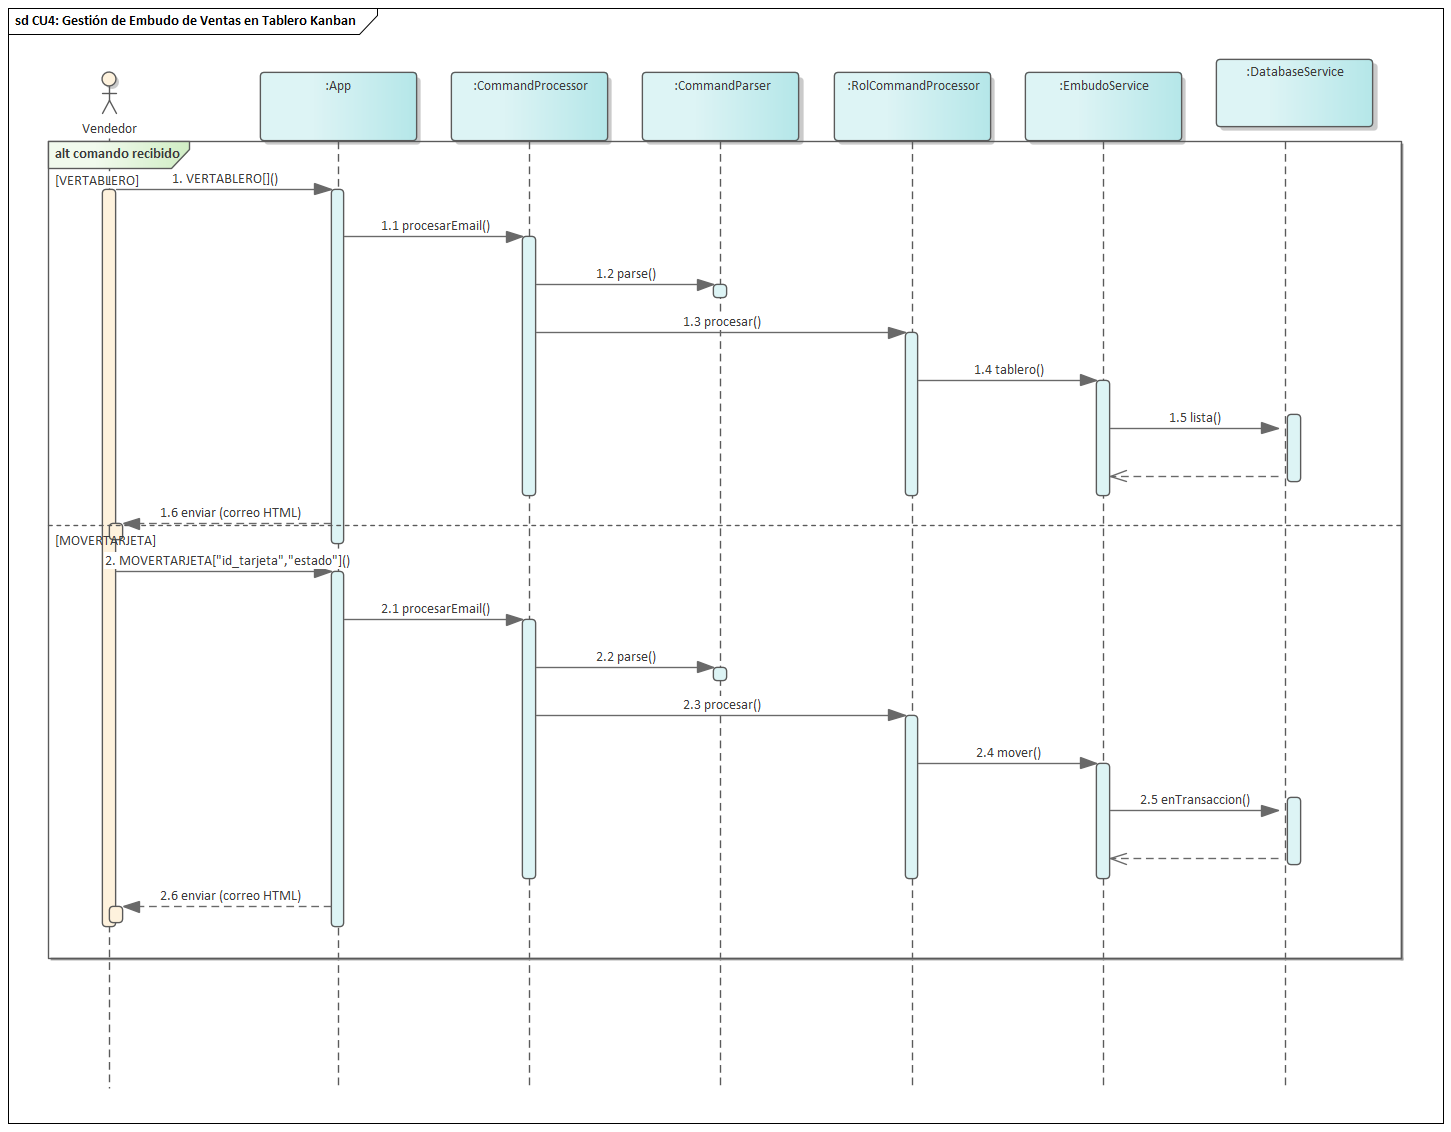 sd CU4: Gestión de Embudo de Ventas en Tablero Kanban
:App
:CommandProcessor
:CommandParser
:RolCommandProcessor
:EmbudoService
:DatabaseService
Vendedor
alt comando recibido
[VERTABLERO]
1. VERTABLERO[]()
1.1 procesarEmail()
1.2 parse()
1.3 procesar()
1.4 tablero()
1.5 lista()
1.6 enviar (correo HTML)
[MOVERTARJETA]
2. MOVERTARJETA["id_tarjeta","estado"]()
2.1 procesarEmail()
2.2 parse()
2.3 procesar()
2.4 mover()
2.5 enTransaccion()
2.6 enviar (correo HTML)